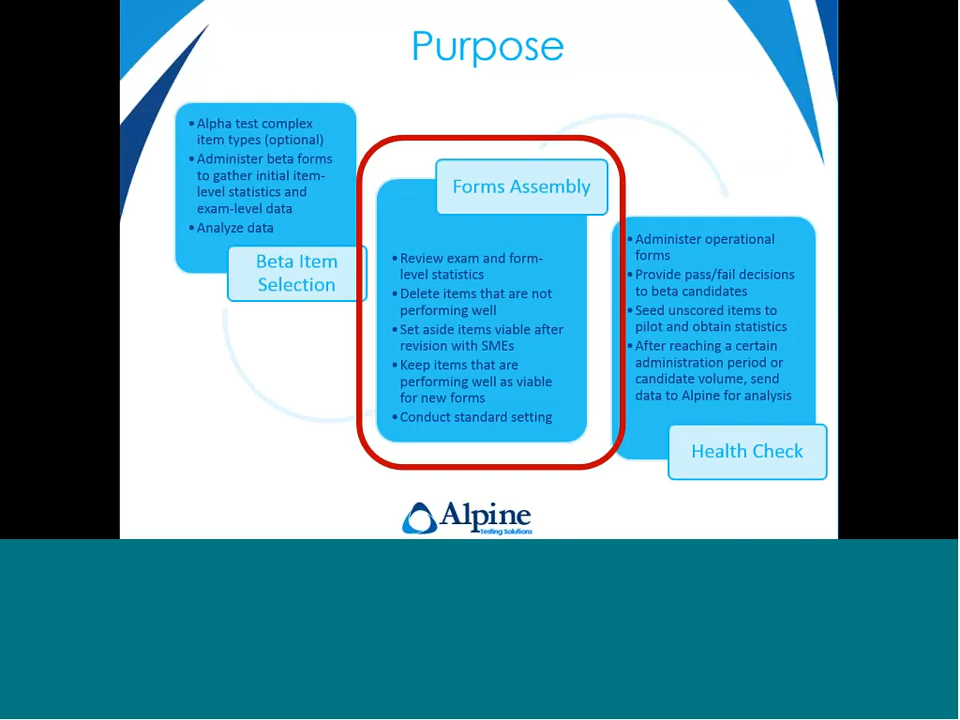 Purpose
•Alpha test complex
item types (optional)
•Administer beta forms
to gather initial item-
level statistics and
exam-level data
•Analyze data
Beta Item
Selection
Forms Assembly
•Review exam and form-
level statistics
•Delete items that are not
performing well
•Set aside items viable after
revision with SMEs
•Keep items that are
performing well as viable
for new forms
•Conduct standard setting
•Administer operational
forms
•Provide pass/fail decisions
to beta candidates
•Seed unscored items to
pilot and obtain statistics
•After reaching a certain
administration period or
candidate volume, send
data to Alpine for analysis
Health Check
Alpine
Testing Solutions